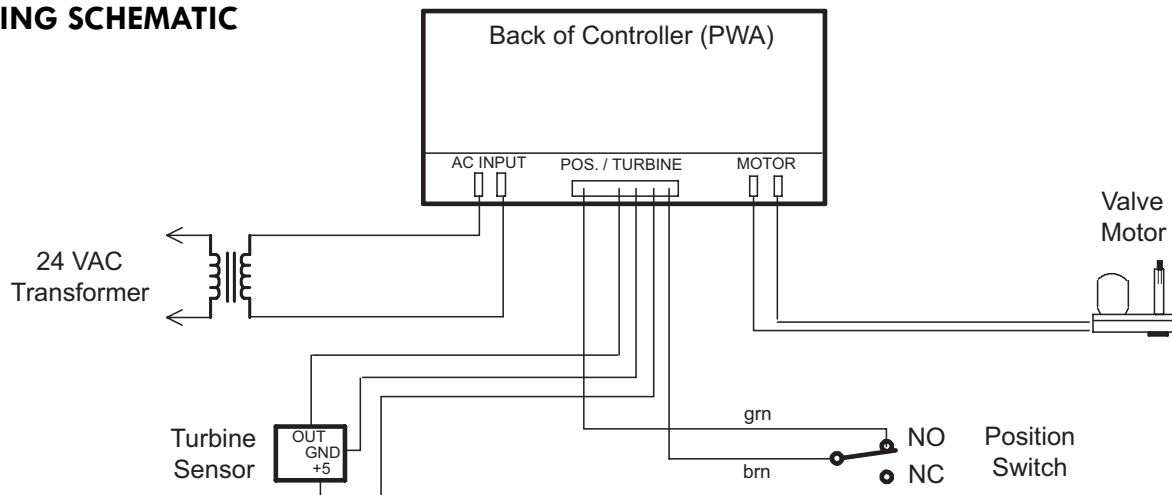 ING SCHEMATIC
Back of Controller (PWA)
AC INPUT
POS. / TURBINE
MOTOR
Valve
Motor
24 VAC
Transformer
Turbine
Sensor
OUT
GND
+5
grn
brn
NO
NC
Position
Switch